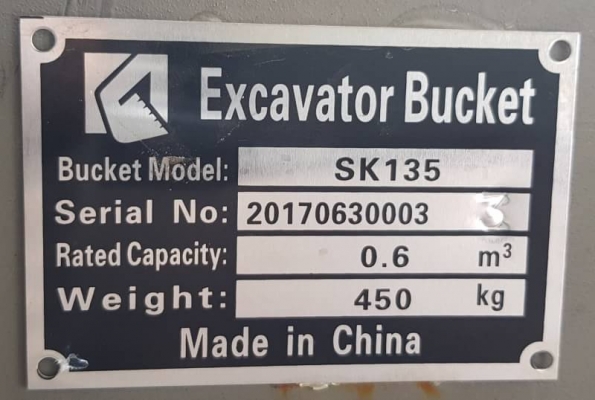 Excavator Bucket
Bucket Model: SK135
Serial No: 20170630003 3
Rated Capacity: 0.6 m³
Weight: 450 kg
Made in China